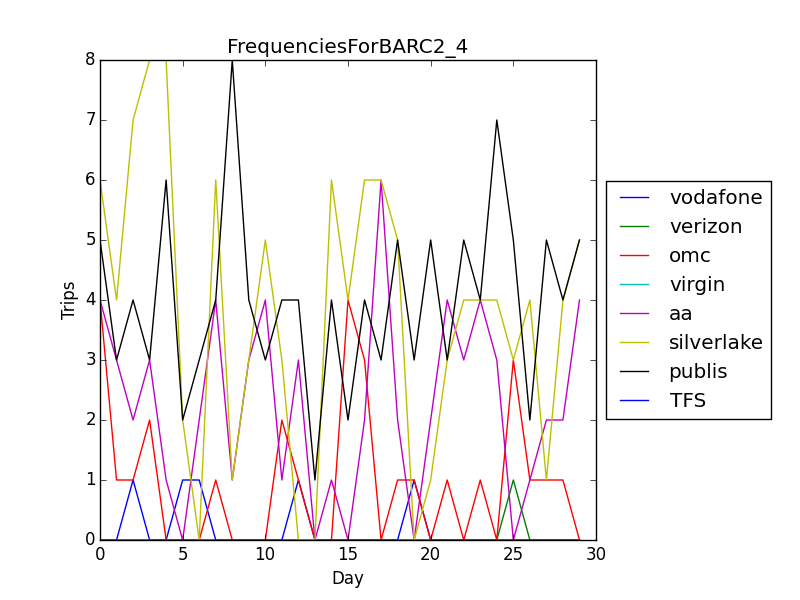 FrequenciesForBARC2_4
8
7
6
5
4
3
2
1
0
Trips
0 5 10 15 20 25 30
Day
vodafone
verizon
omc
virgin
aa
silverlake
publis
TFS